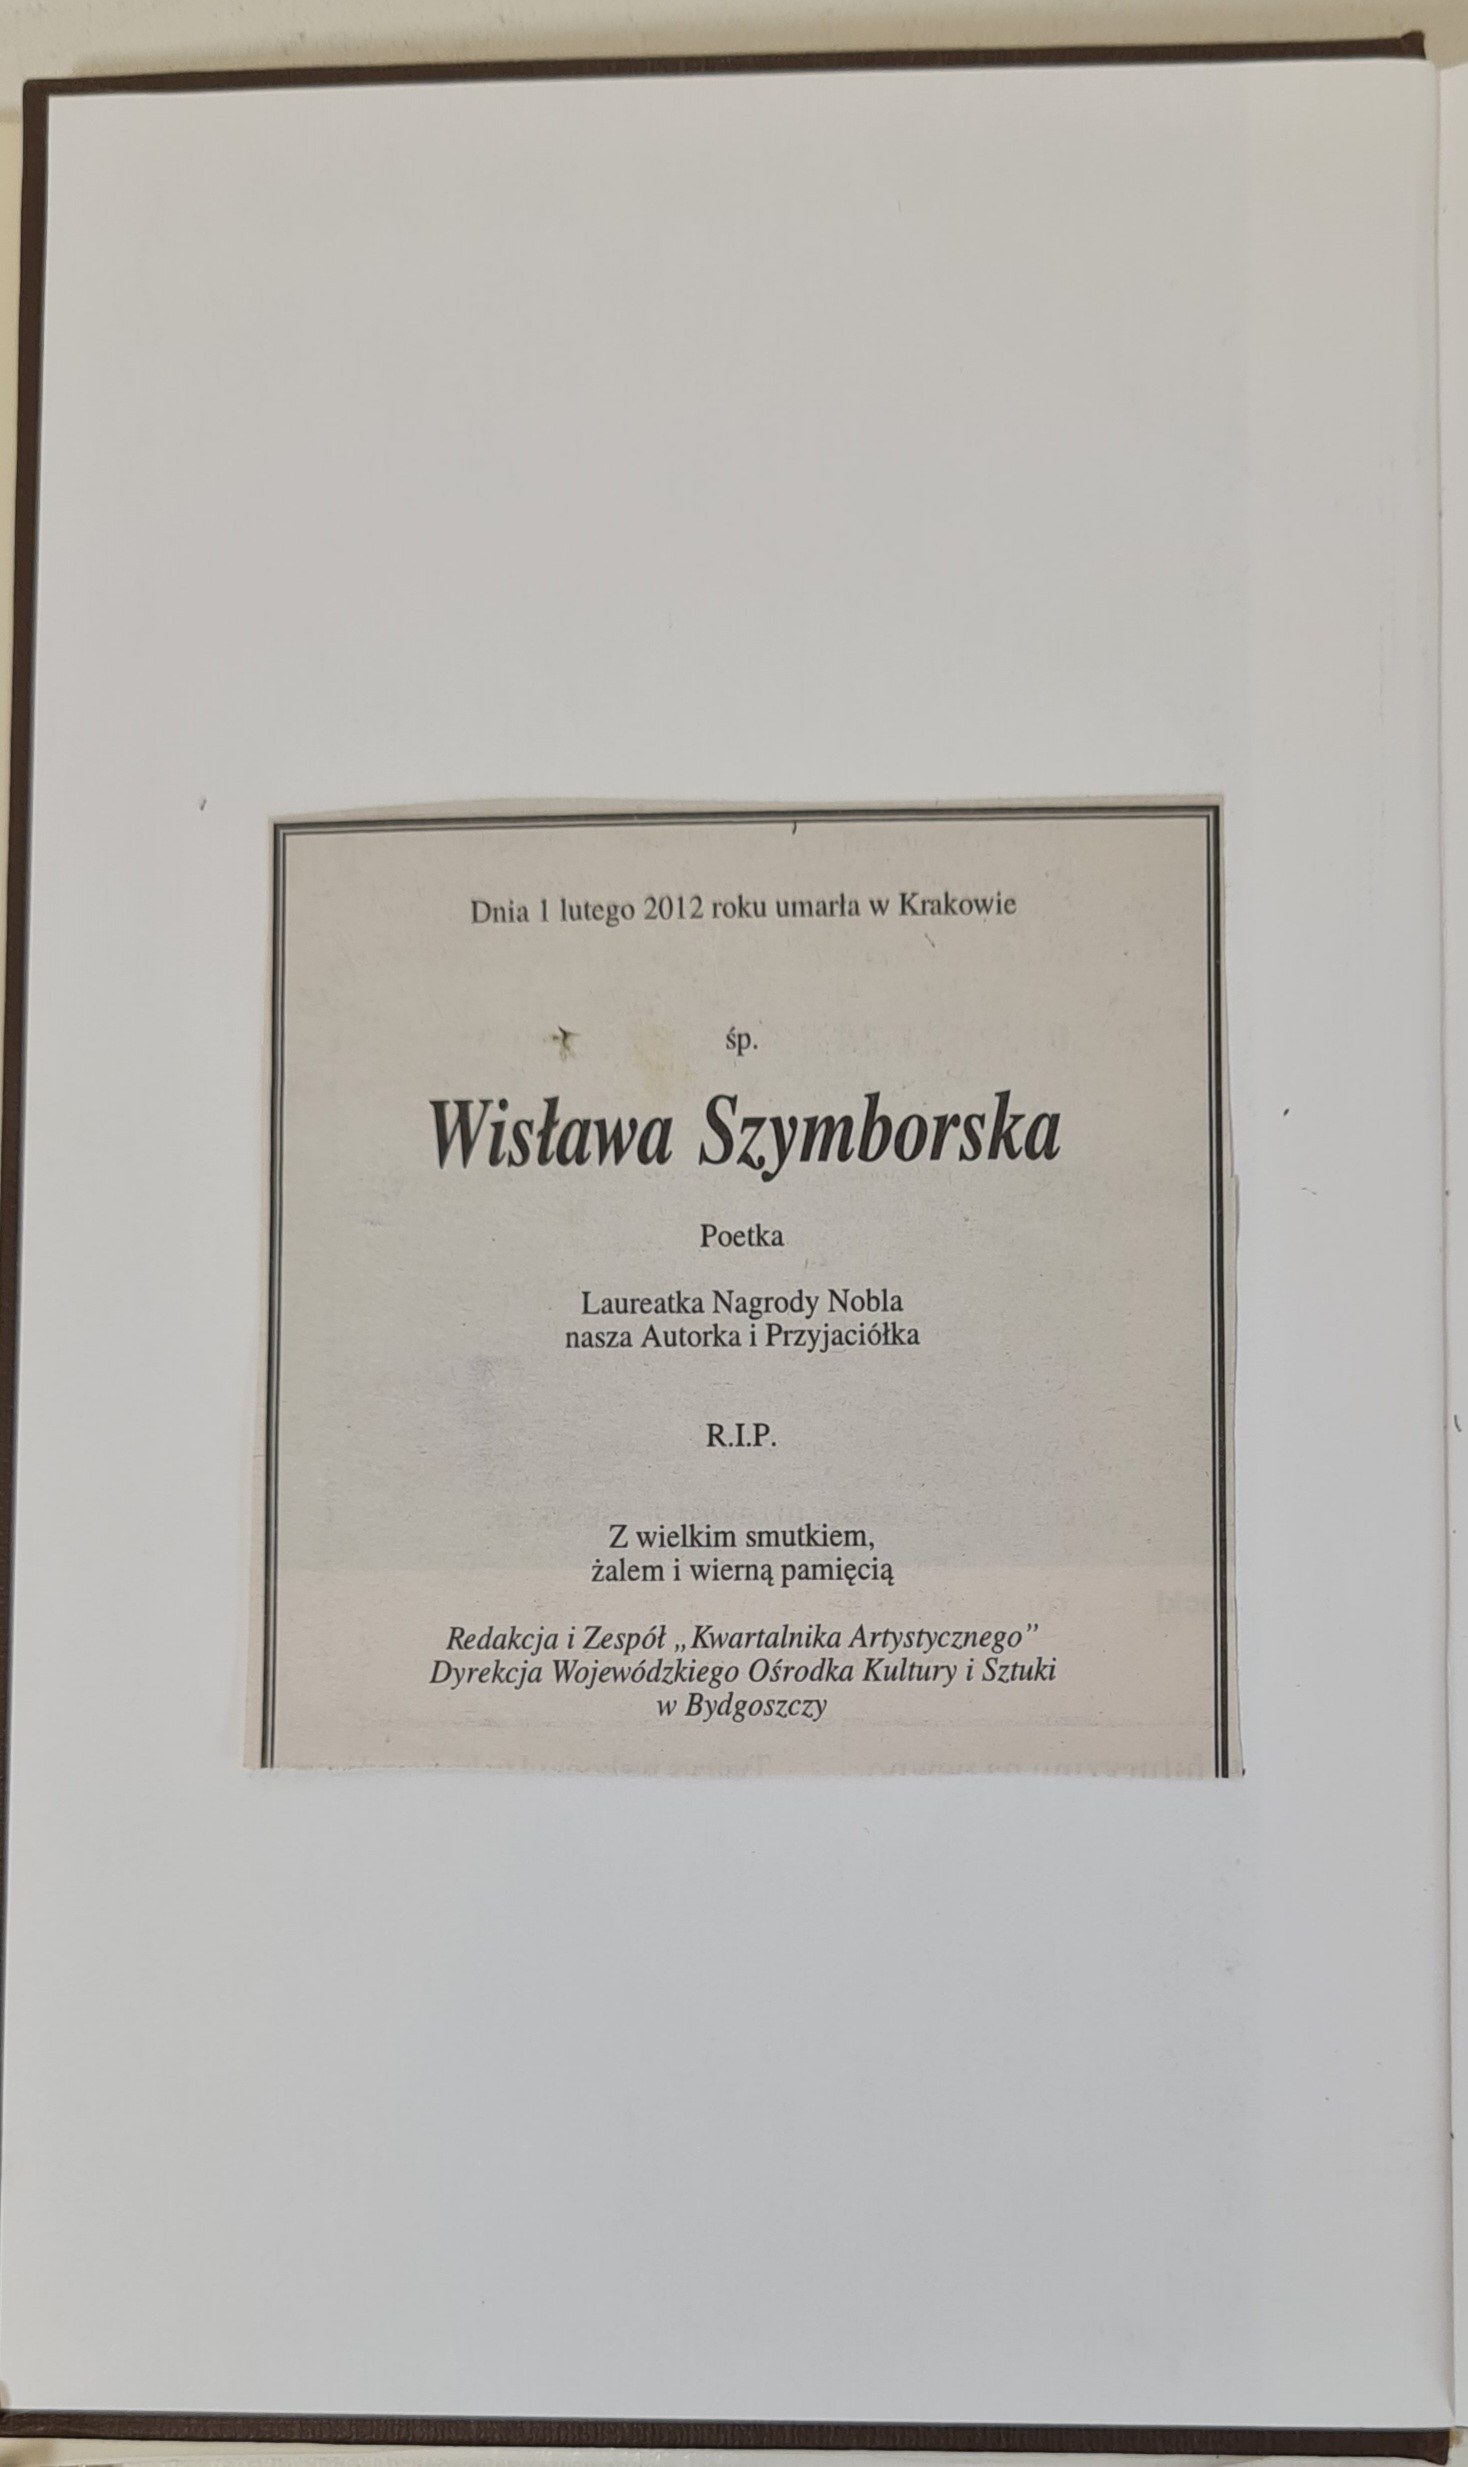 Dnia 1 lutego 2012 roku umarła w Krakowie
śp.
Wisława Szymborska
Poetka
Laureatka Nagrody Nobla
nasza Autorka i Przyjaciółka
R.I.P.
Z wielkim smutkiem,
żalem i wierną pamięcią
Redakcja i Zespół „Kwartalnika Artystycznego”
Dyrekcja Wojewódzkiego Ośrodka Kultury i Sztuki
w Bydgoszczy